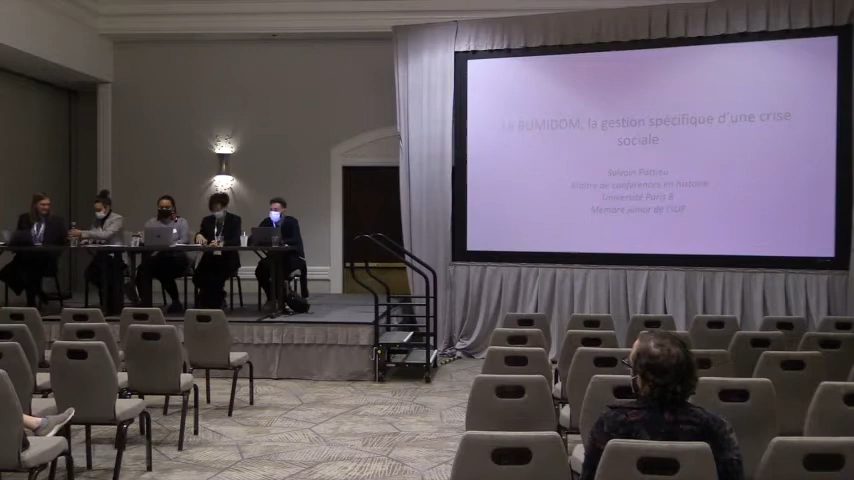 Le BUMIDOM, la gestion spécifique d'une crise
sociale
Sylvain Pattieu
Maître de conférences en histoire
Université Paris 8
Membre junior de l'IUF